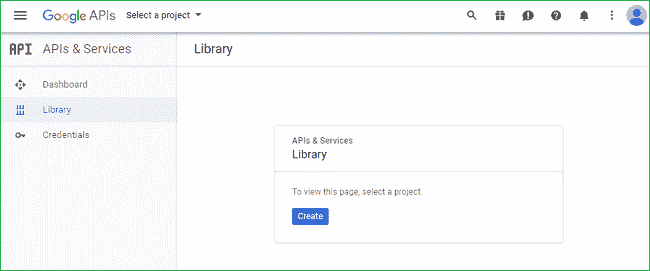 Google APIs Select a project
API APIs & Services Library
Dashboard
Library
Credentials
APIs & Services
Library
To view this page, select a project.
Create